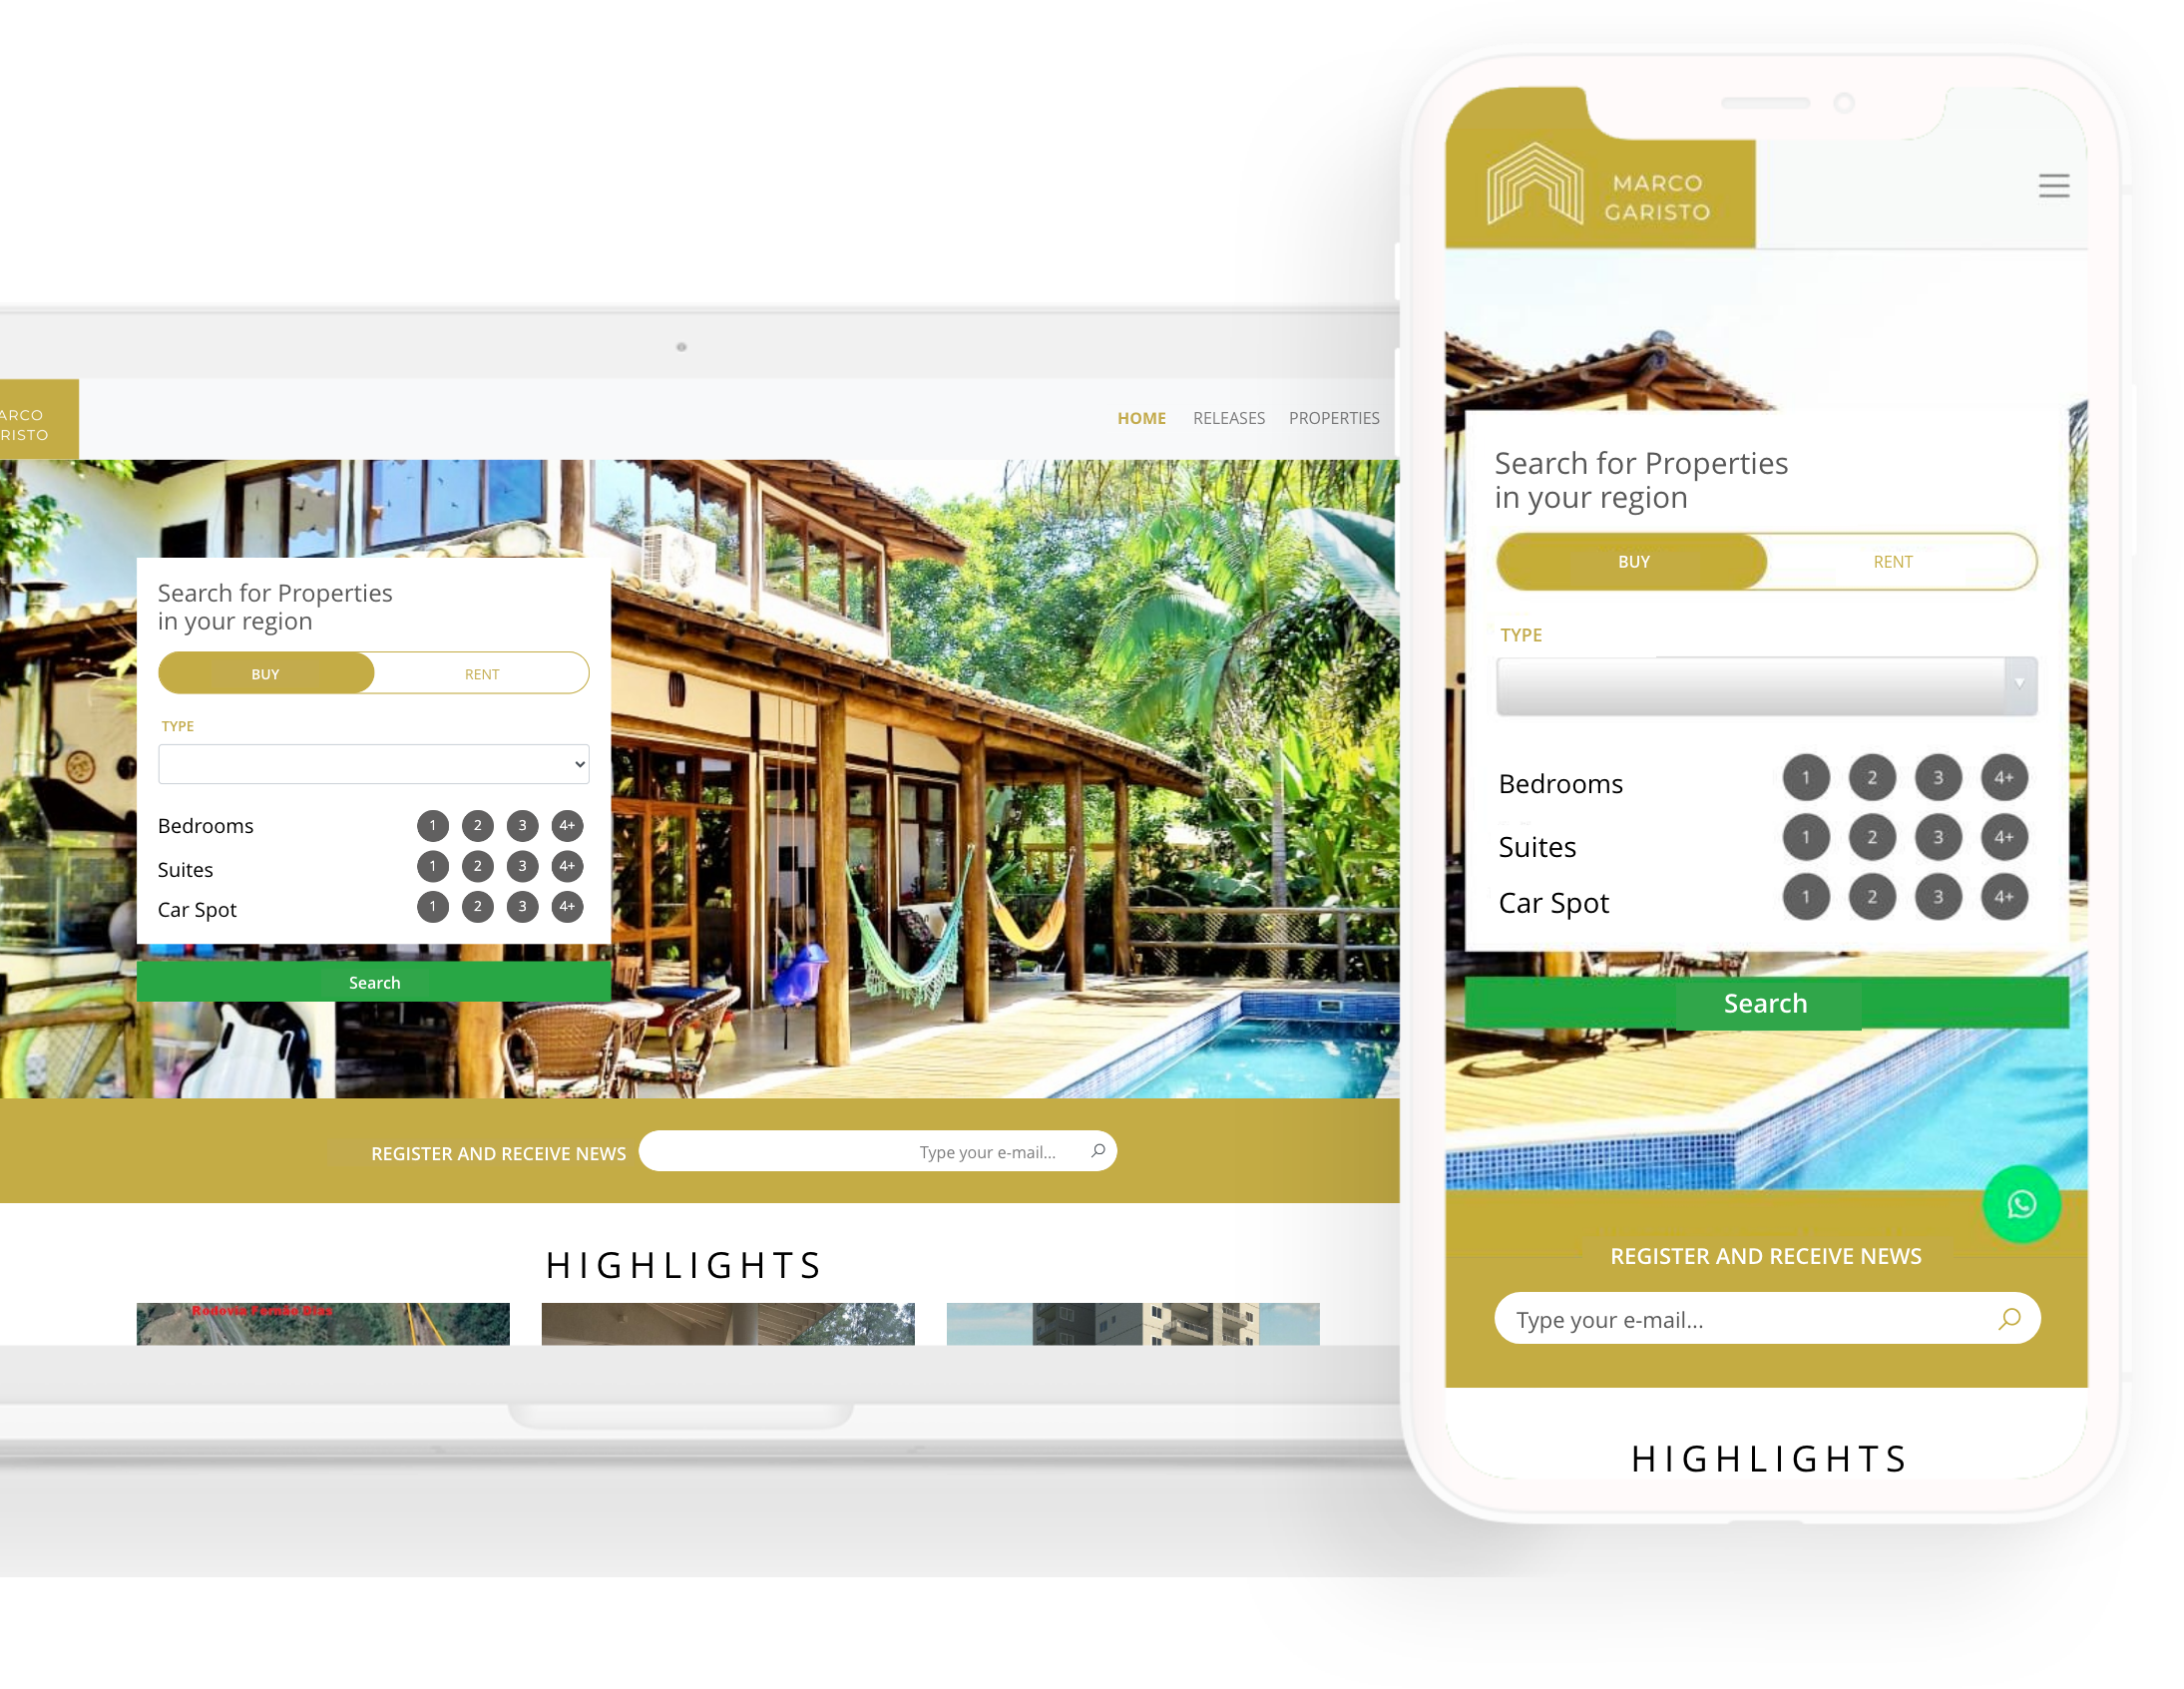 ARCO
RISTO
HOME RELEASES PROPERTIES
Search for Properties
in your region
BUY RENT
TYPE
Bedrooms 1 2 3 4+
Suites 1 2 3 4+
Car Spot 1 2 3 4+
Search
REGISTER AND RECEIVE NEWS Type your e-mail...
HIGHLIGHTS
Rodovia Fernão Dias
MARCO
GARISTO
Search for Properties
in your region
BUY RENT
TYPE
Bedrooms 1 2 3 4+
Suites 1 2 3 4+
Car Spot 1 2 3 4+
Search
REGISTER AND RECEIVE NEWS
Type your e-mail...
HIGHLIGHTS